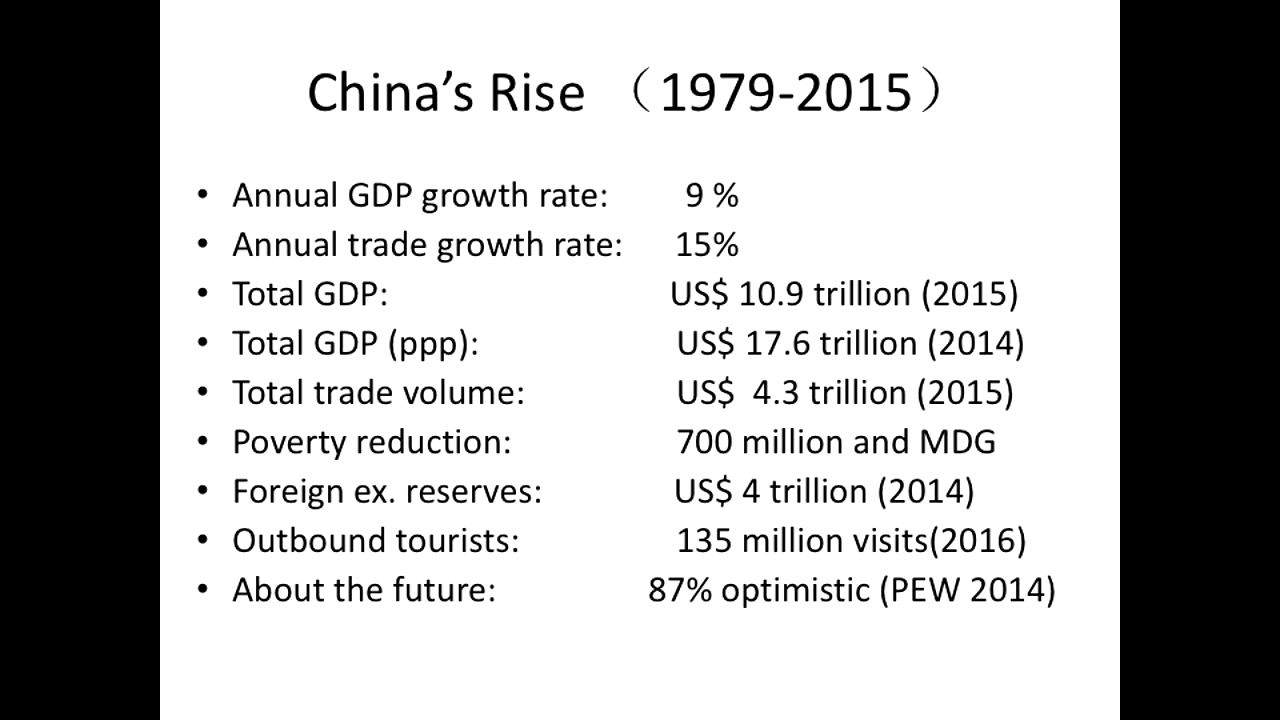 China’s Rise （1979-2015）
• Annual GDP growth rate: 9 %
• Annual trade growth rate: 15%
• Total GDP: US$ 10.9 trillion (2015)
• Total GDP (ppp): US$ 17.6 trillion (2014)
• Total trade volume: US$ 4.3 trillion (2015)
• Poverty reduction: 700 million and MDG
• Foreign ex. reserves: US$ 4 trillion (2014)
• Outbound tourists: 135 million visits(2016)
• About the future: 87% optimistic (PEW 2014)